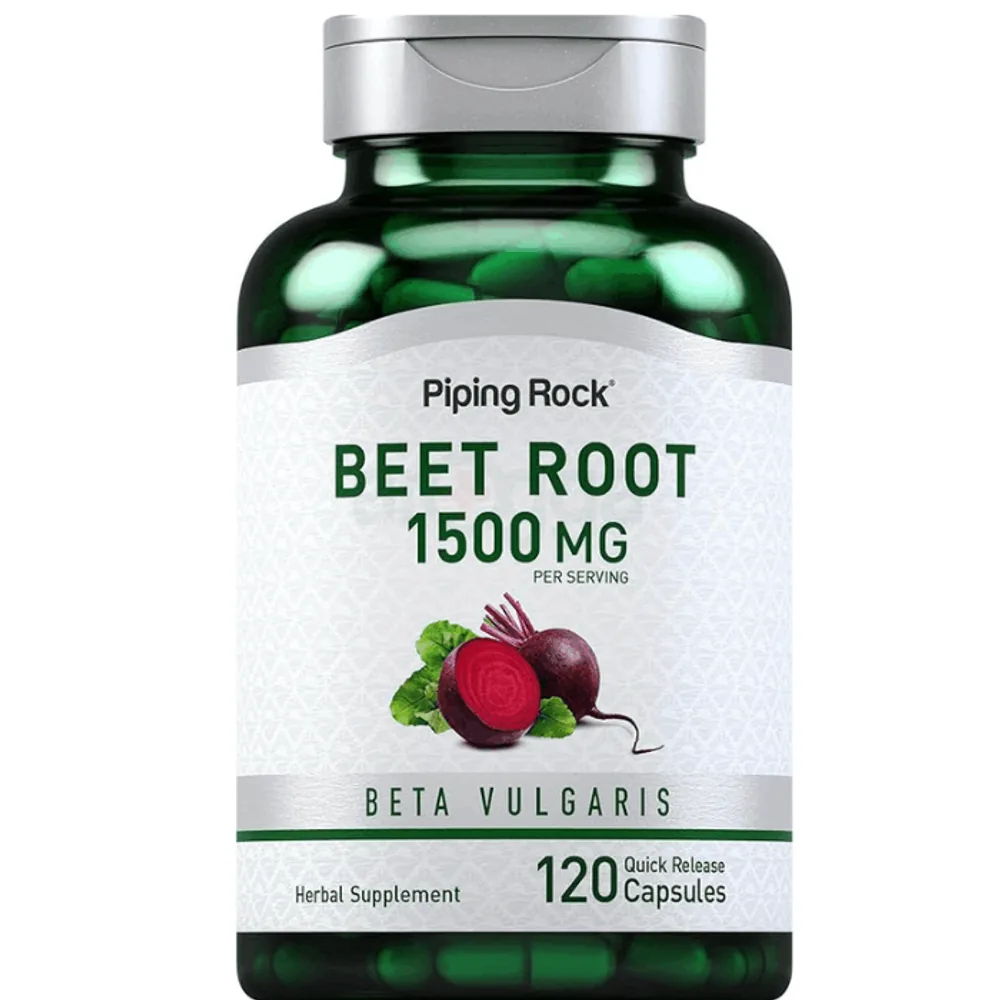 Piping Rock®
BEET ROOT
1500 MG
PER SERVING
BETA VULGARIS
Herbal Supplement
120 Quick Release
Capsules